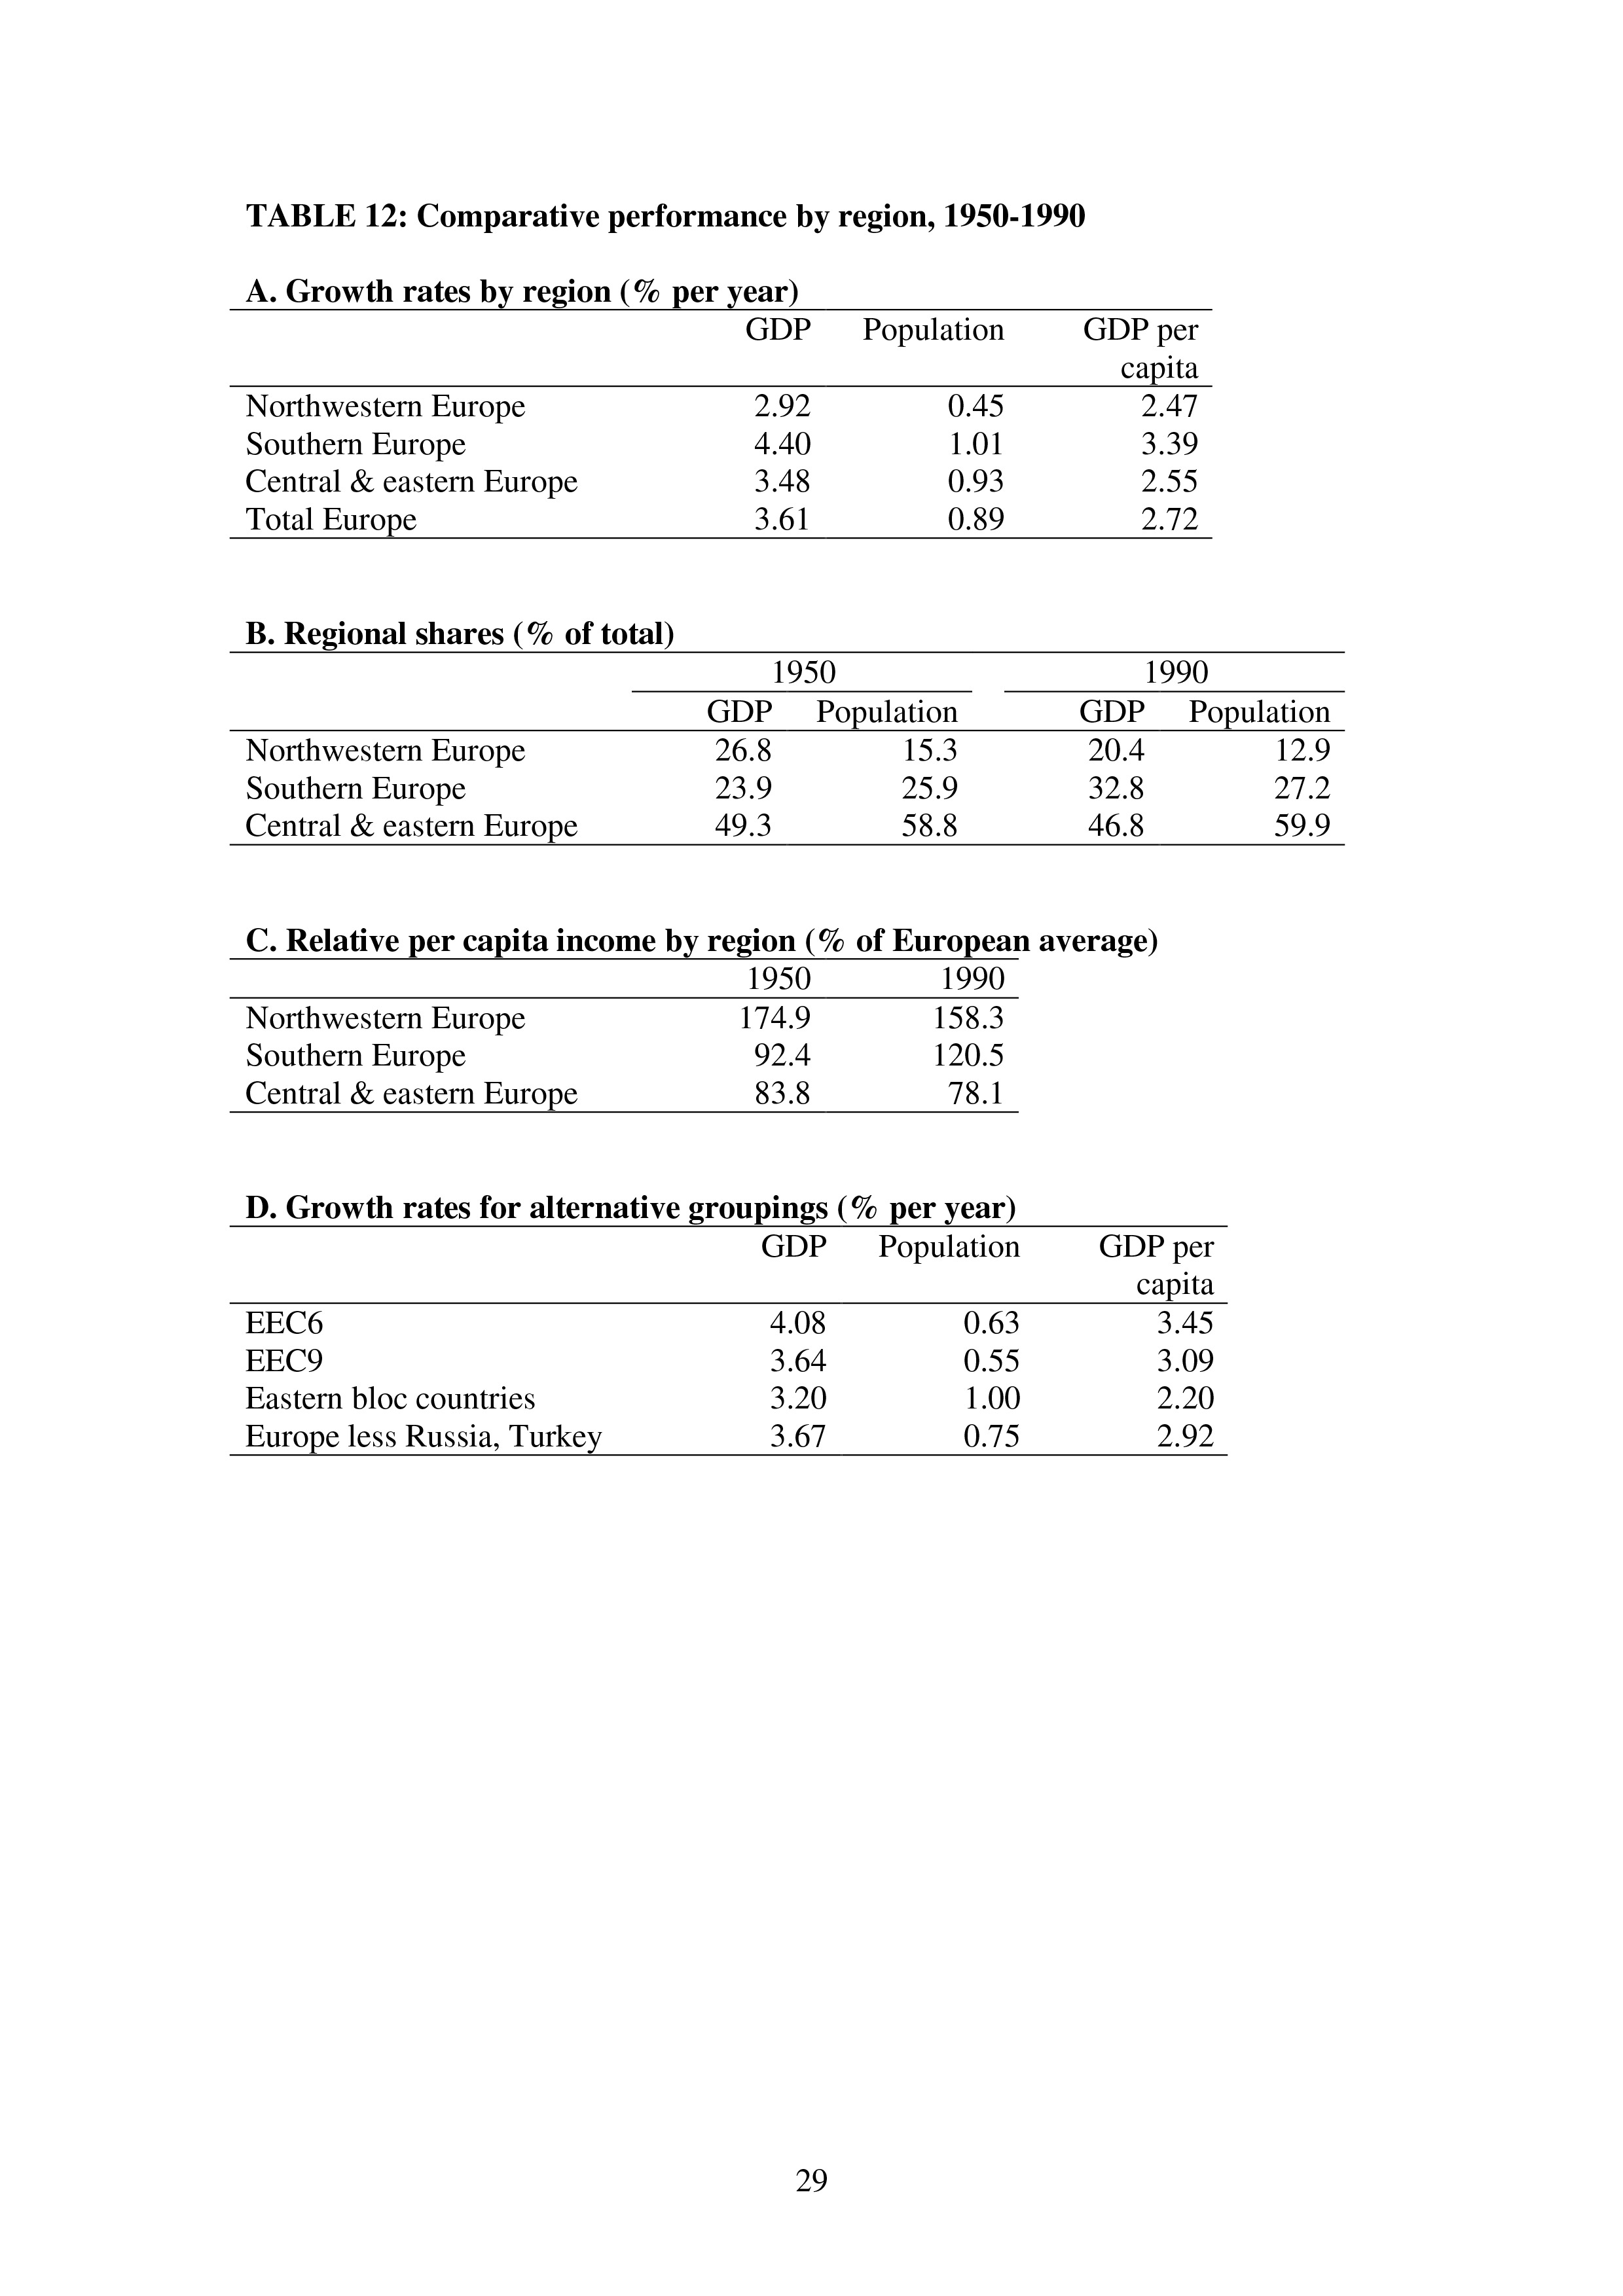 TABLE 12: Comparative performance by region, 1950-1990
A. Growth rates by region (% per year)
GDP Population GDP per
capita
Northwestern Europe 2.92 0.45 2.47
Southern Europe 4.40 1.01 3.39
Central & eastern Europe 3.48 0.93 2.55
Total Europe 3.61 0.89 2.72
B. Regional shares (% of total)
1950 1990
GDP Population GDP Population
Northwestern Europe 26.8 15.3 20.4 12.9
Southern Europe 23.9 25.9 32.8 27.2
Central & eastern Europe 49.3 58.8 46.8 59.9
C. Relative per capita income by region (% of European average)
1950 1990
Northwestern Europe 174.9 158.3
Southern Europe 92.4 120.5
Central & eastern Europe 83.8 78.1
D. Growth rates for alternative groupings (% per year)
GDP Population GDP per
capita
EEC6 4.08 0.63 3.45
EEC9 3.64 0.55 3.09
Eastern bloc countries 3.20 1.00 2.20
Europe less Russia, Turkey 3.67 0.75 2.92
29